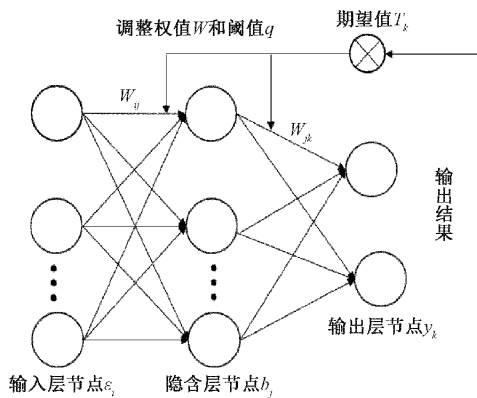 期望值T_k
调整权值W和阈值q
W_ij
W_jk
输出结果
输出层节点y_k
输入层节点ε_i
隐含层节点b_j